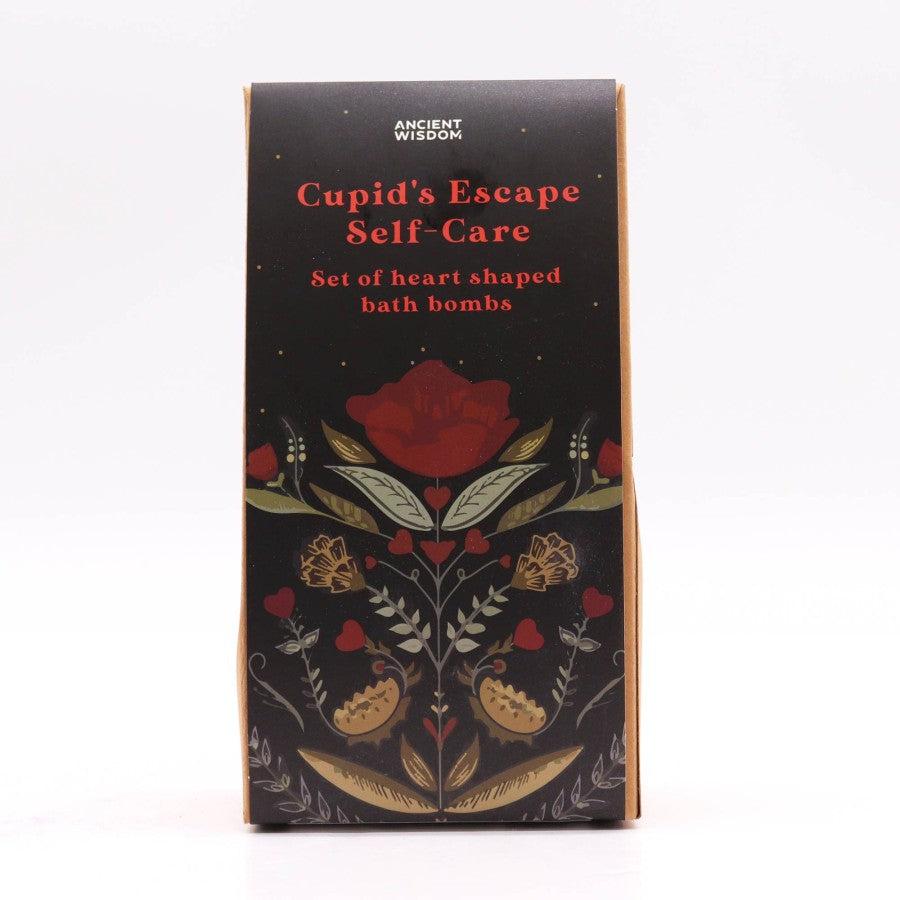 ANCIENT
WISDOM
Cupid's Escape
Self-Care
Set of heart shaped
bath bombs